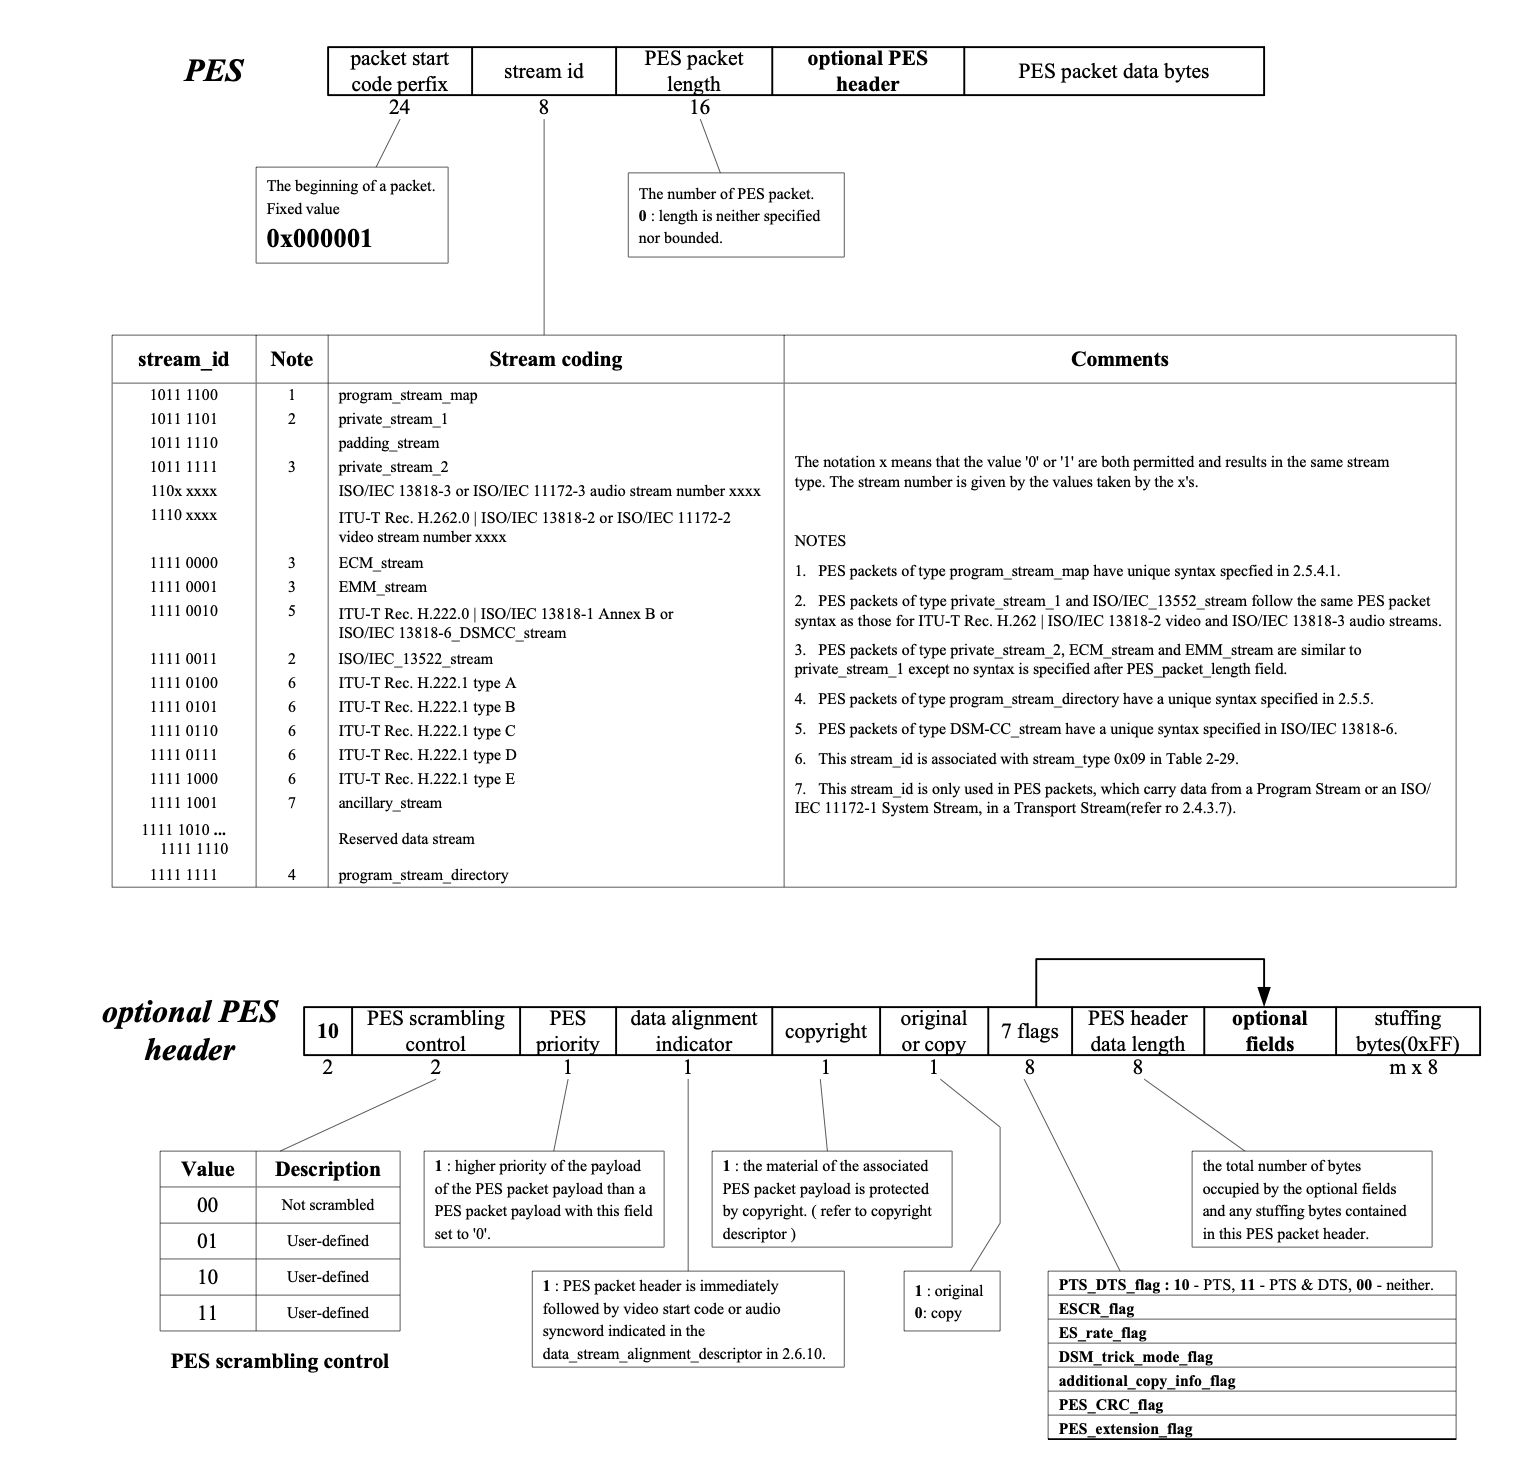 PES
packet start
code perfix
stream id
PES packet
length
optional PES
header
PES packet data bytes
24
8
16
The beginning of a packet.
Fixed value
0x000001
The number of PES packet.
0 : length is neither specified
nor bounded.
stream_id Note Stream coding Comments
1011 1100 1 program_stream_map
1011 1101 2 private_stream_1
1011 1110 padding_stream
1011 1111 3 private_stream_2
110x xxxx ISO/IEC 13818-3 or ISO/IEC 11172-3 audio stream number xxxx
1110 xxxx ITU-T Rec. H.262.0 | ISO/IEC 13818-2 or ISO/IEC 11172-2
video stream number xxxx
1111 0000 3 ECM_stream
1111 0001 3 EMM_stream
1111 0010 5 ITU-T Rec. H.222.0 | ISO/IEC 13818-1 Annex B or
ISO/IEC 13818-6_DSMCC_stream
1111 0011 2 ISO/IEC_13522_stream
1111 0100 6 ITU-T Rec. H.222.1 type A
1111 0101 6 ITU-T Rec. H.222.1 type B
1111 0110 6 ITU-T Rec. H.222.1 type C
1111 0111 6 ITU-T Rec. H.222.1 type D
1111 1000 6 ITU-T Rec. H.222.1 type E
1111 1001 7 ancillary_stream
1111 1010 ...
1111 1110
Reserved data stream
1111 1111 4 program_stream_directory
The notation x means that the value '0' or '1' are both permitted and results in the same stream
type. The stream number is given by the values taken by the x's.
NOTES
1. PES packets of type program_stream_map have unique syntax specfied in 2.5.4.1.
2. PES packets of type private_stream_1 and ISO/IEC_13552_stream follow the same PES packet
syntax as those for ITU-T Rec. H.262 | ISO/IEC 13818-2 video and ISO/IEC 13818-3 audio streams.
3. PES packets of type private_stream_2, ECM_stream and EMM_stream are similar to
private_stream_1 except no syntax is specified after PES_packet_length field.
4. PES packets of type program_stream_directory have a unique syntax specified in 2.5.5.
5. PES packets of type DSM-CC_stream have a unique syntax specified in ISO/IEC 13818-6.
6. This stream_id is associated with stream_type 0x09 in Table 2-29.
7. This stream_id is only used in PES packets, which carry data from a Program Stream or an ISO/
IEC 11172-1 System Stream, in a Transport Stream(refer ro 2.4.3.7).
optional PES
header
10
PES scrambling
control
PES
priority
data alignment
indicator
copyright
original
or copy
7 flags
PES header
data length
optional
fields
stuffing
bytes(0xFF)
2
2
1
1
1
1
8
8
m x 8
Value Description
00 Not scrambled
01 User-defined
10 User-defined
11 User-defined
PES scrambling control
1 : higher priority of the payload
of the PES packet payload than a
PES packet payload with this field
set to '0'.
1 : PES packet header is immediately
followed by video start code or audio
syncword indicated in the
data_stream_alignment_descriptor in 2.6.10.
1 : the material of the associated
PES packet payload is protected
by copyright. ( refer to copyright
descriptor )
1 : original
0: copy
the total number of bytes
occupied by the optional fields
and any stuffing bytes contained
in this PES packet header.
PTS_DTS_flag : 10 - PTS, 11 - PTS & DTS, 00 - neither.
ESCR_flag
ES_rate_flag
DSM_trick_mode_flag
additional_copy_info_flag
PES_CRC_flag
PES_extension_flag